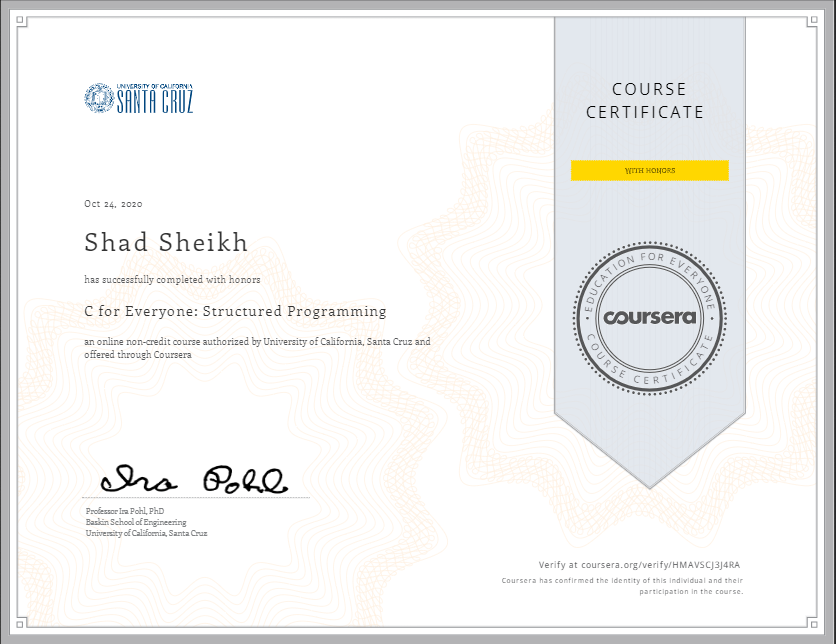 UNIVERSITY OF CALIFORNIA
SANTA CRUZ
COURSE
CERTIFICATE
WITH HONORS
Oct 24, 2020
Shad Sheikh
has successfully completed with honors
C for Everyone: Structured Programming
an online non-credit course authorized by University of California, Santa Cruz and
offered through Coursera
EDUCATION FOR EVERYONE
coursera
COURSE CERTIFICATE
Ira Pohl
Professor Ira Pohl, PhD
Baskin School of Engineering
University of California, Santa Cruz
Verify at coursera.org/verify/HMAVSCJ3J4RA
Coursera has confirmed the identity of this individual and their
participation in the course.